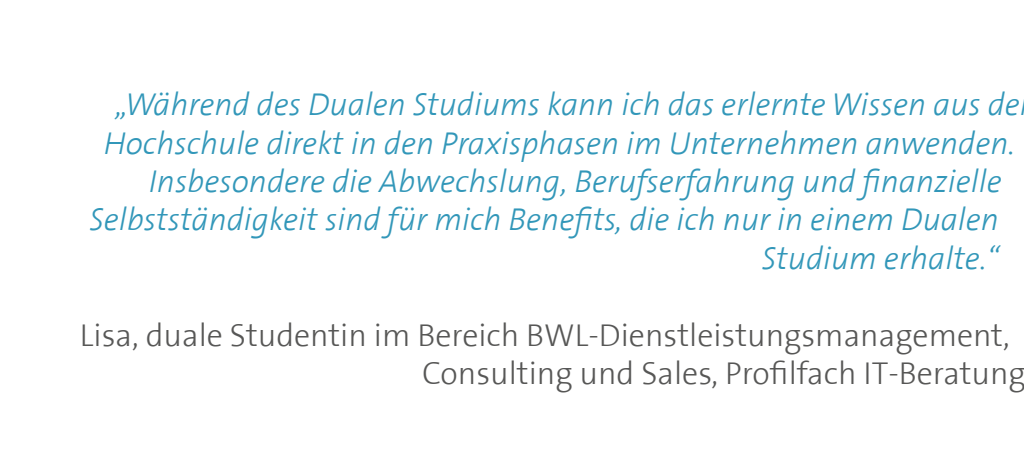 „Während des Dualen Studiums kann ich das erlernte Wissen aus der
Hochschule direkt in den Praxisphasen im Unternehmen anwenden.
Insbesondere die Abwechslung, Berufserfahrung und finanzielle
Selbstständigkeit sind für mich Benefits, die ich nur in einem Dualen
Studium erhalte.“
Lisa, duale Studentin im Bereich BWL-Dienstleistungsmanagement,
Consulting und Sales, Profilfach IT-Beratung